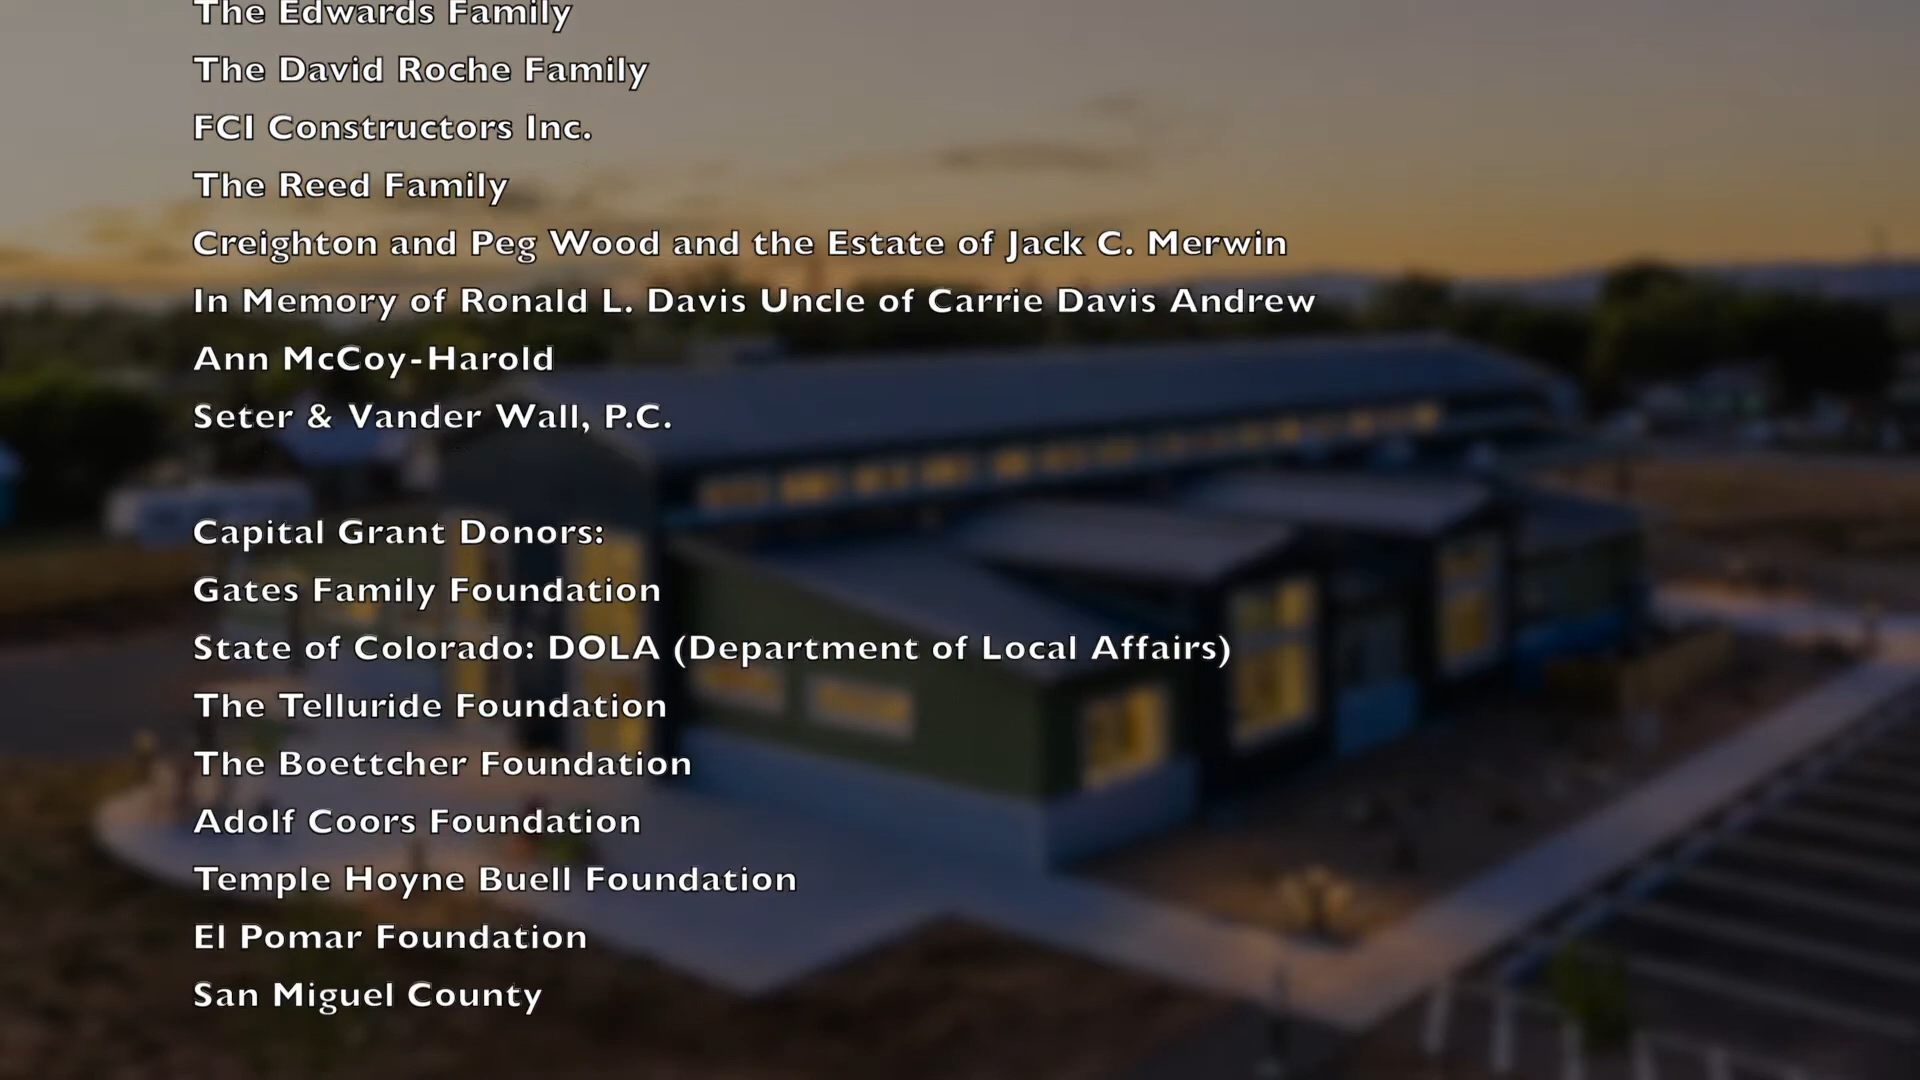 The Edwards Family
The David Roche Family
FCI Constructors Inc.
The Reed Family
Creighton and Peg Wood and the Estate of Jack C. Merwin
In Memory of Ronald L. Davis Uncle of Carrie Davis Andrew
Ann McCoy-Harold
Seter & Vander Wall, P.C.
Capital Grant Donors:
Gates Family Foundation
State of Colorado: DOLA (Department of Local Affairs)
The Telluride Foundation
The Boettcher Foundation
Adolf Coors Foundation
Temple Hoyne Buell Foundation
El Pomar Foundation
San Miguel County